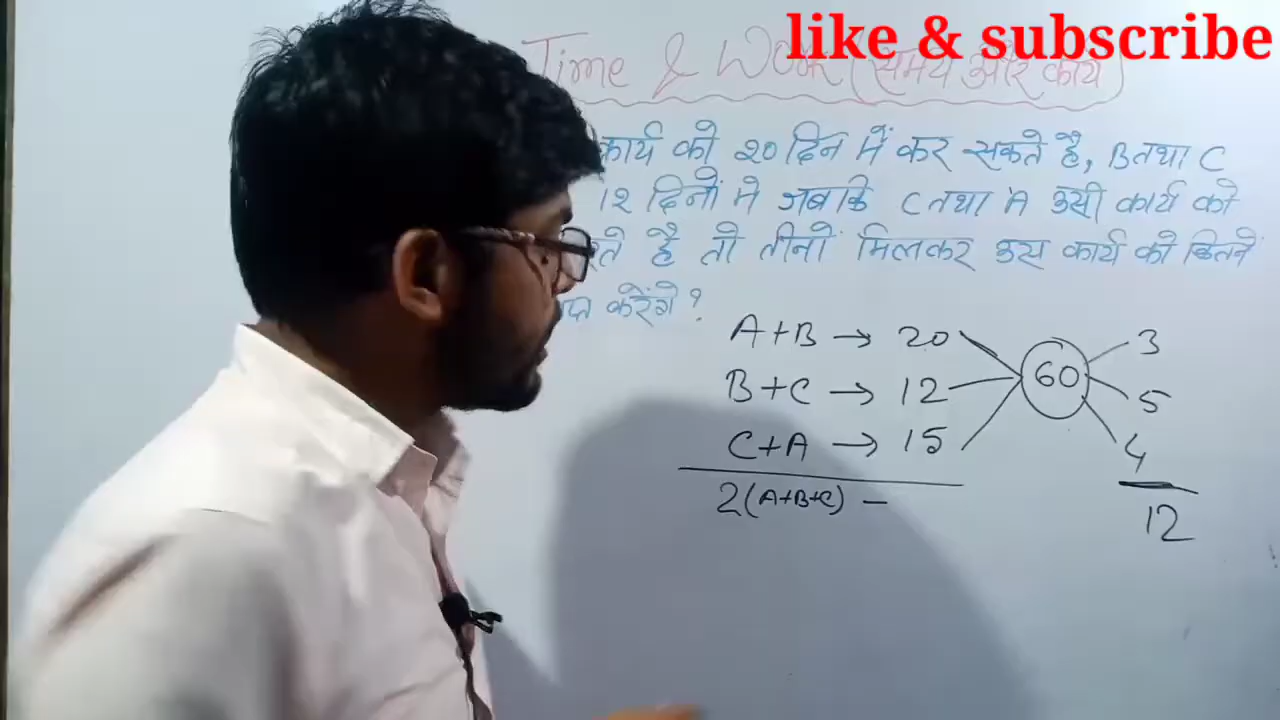 like & subscribe
Time & Work (समय और कार्य)
कार्य को २० दिन में कर सकते है, B तथा C
१२ दिनों मे जबकि C तथा A उसी कार्य को
है तो तीनों मिलकर उस कार्य को कितने
करेंगे ?
A+B → 20 60 3
B+C → 12 5
C+A → 15 4
2(A+B+C) - 12